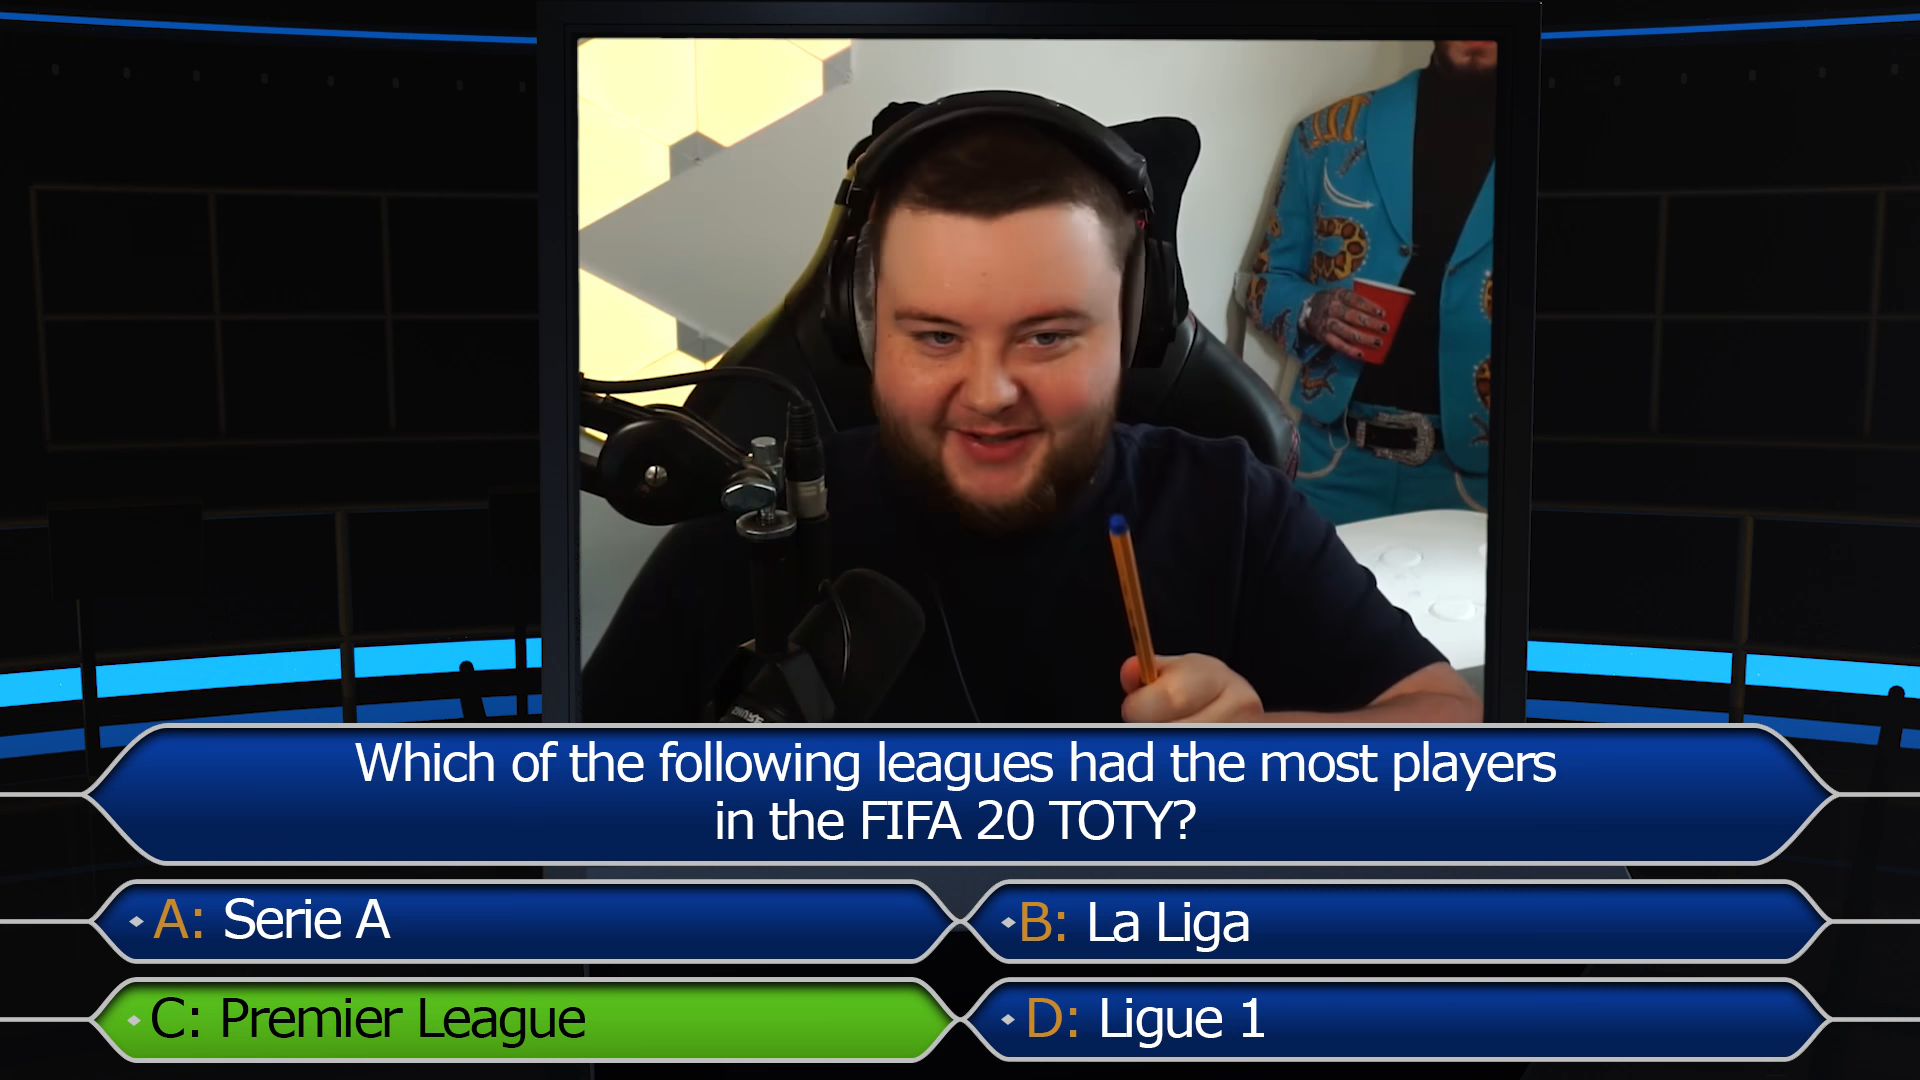 Which of the following leagues had the most players
in the FIFA 20 TOTY?
A: Serie A
B: La Liga
C: Premier League
D: Ligue 1